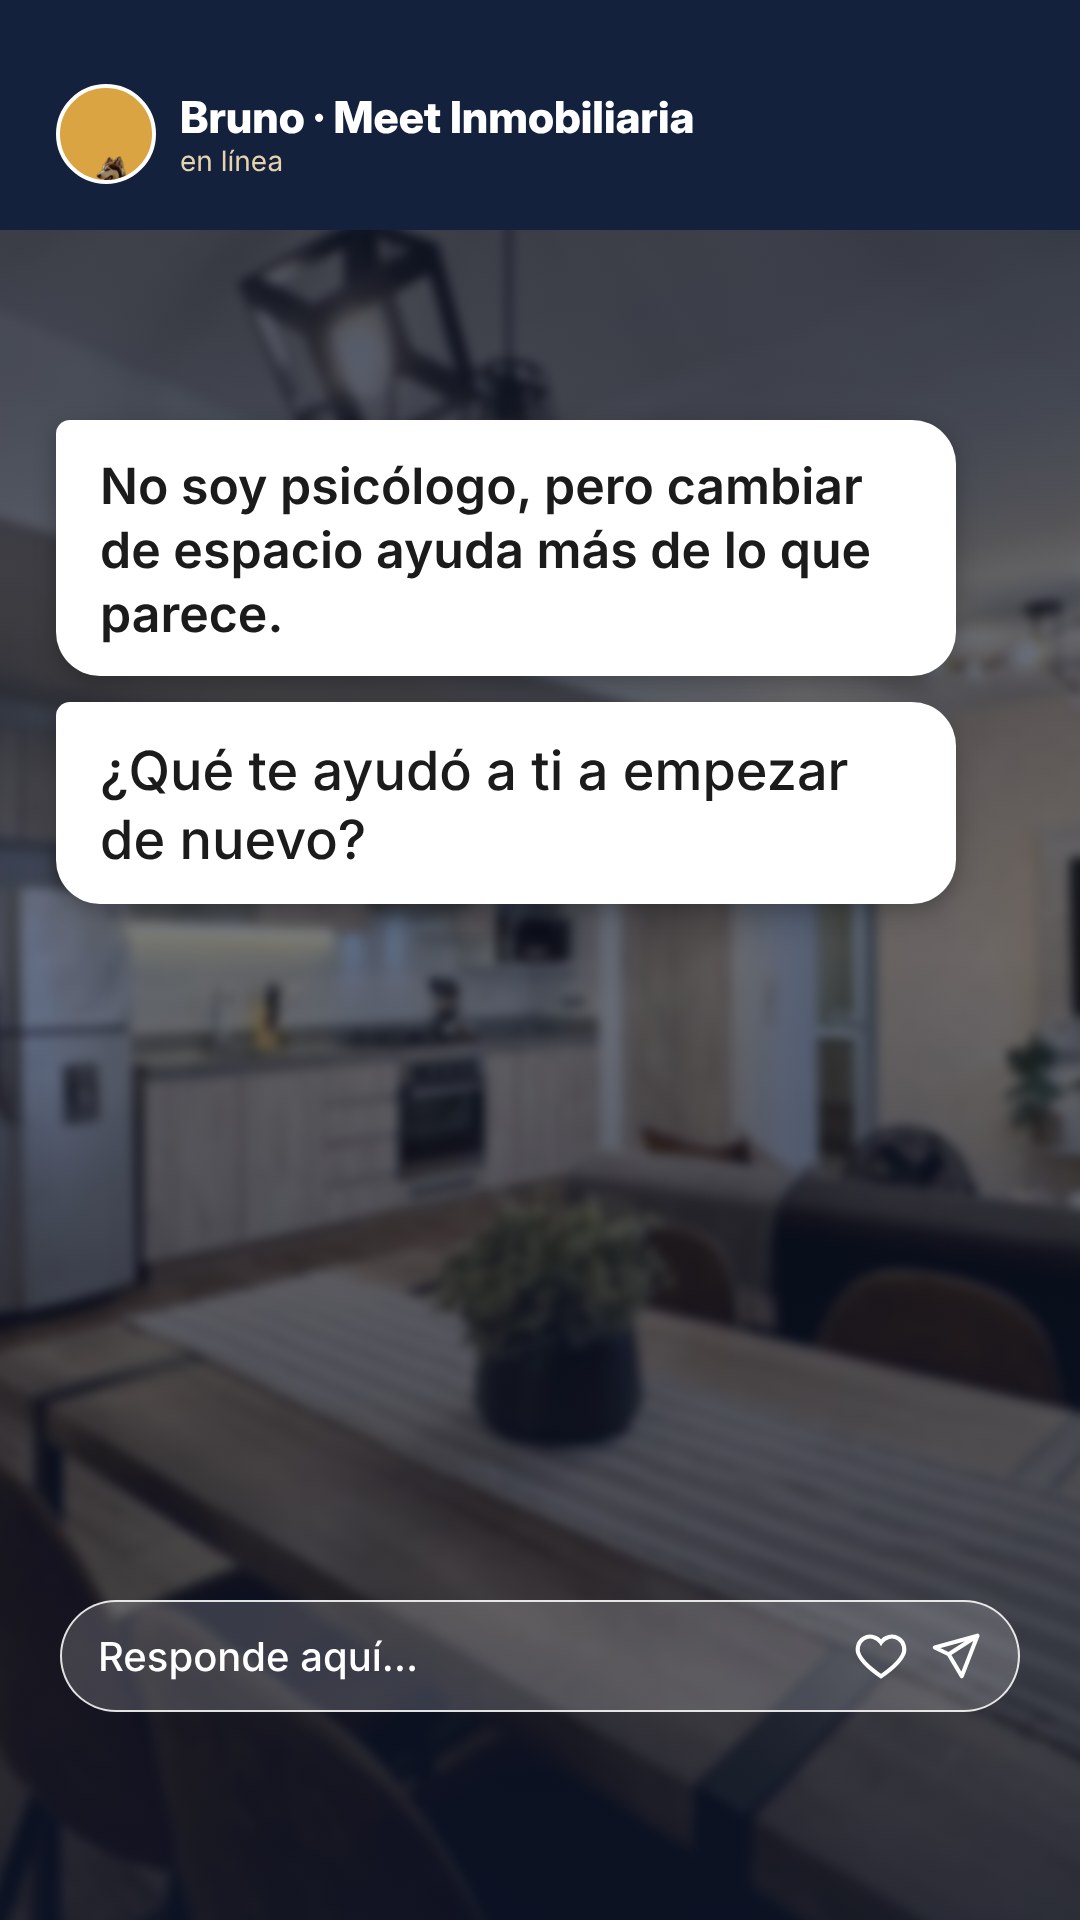 Bruno · Meet Inmobiliaria
en línea
No soy psicólogo, pero cambiar
de espacio ayuda más de lo que
parece.
¿Qué te ayudó a ti a empezar
de nuevo?
Responde aquí...